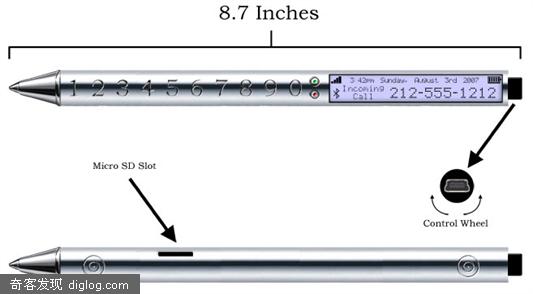 8.7 Inches
1 2 3 4 5 6 7 8 9 0
3:42pm Sunday, August 3rd 2007
Incoming
Call
212-555-1212
Micro SD Slot
Control Wheel
奇客发现 diglog.com